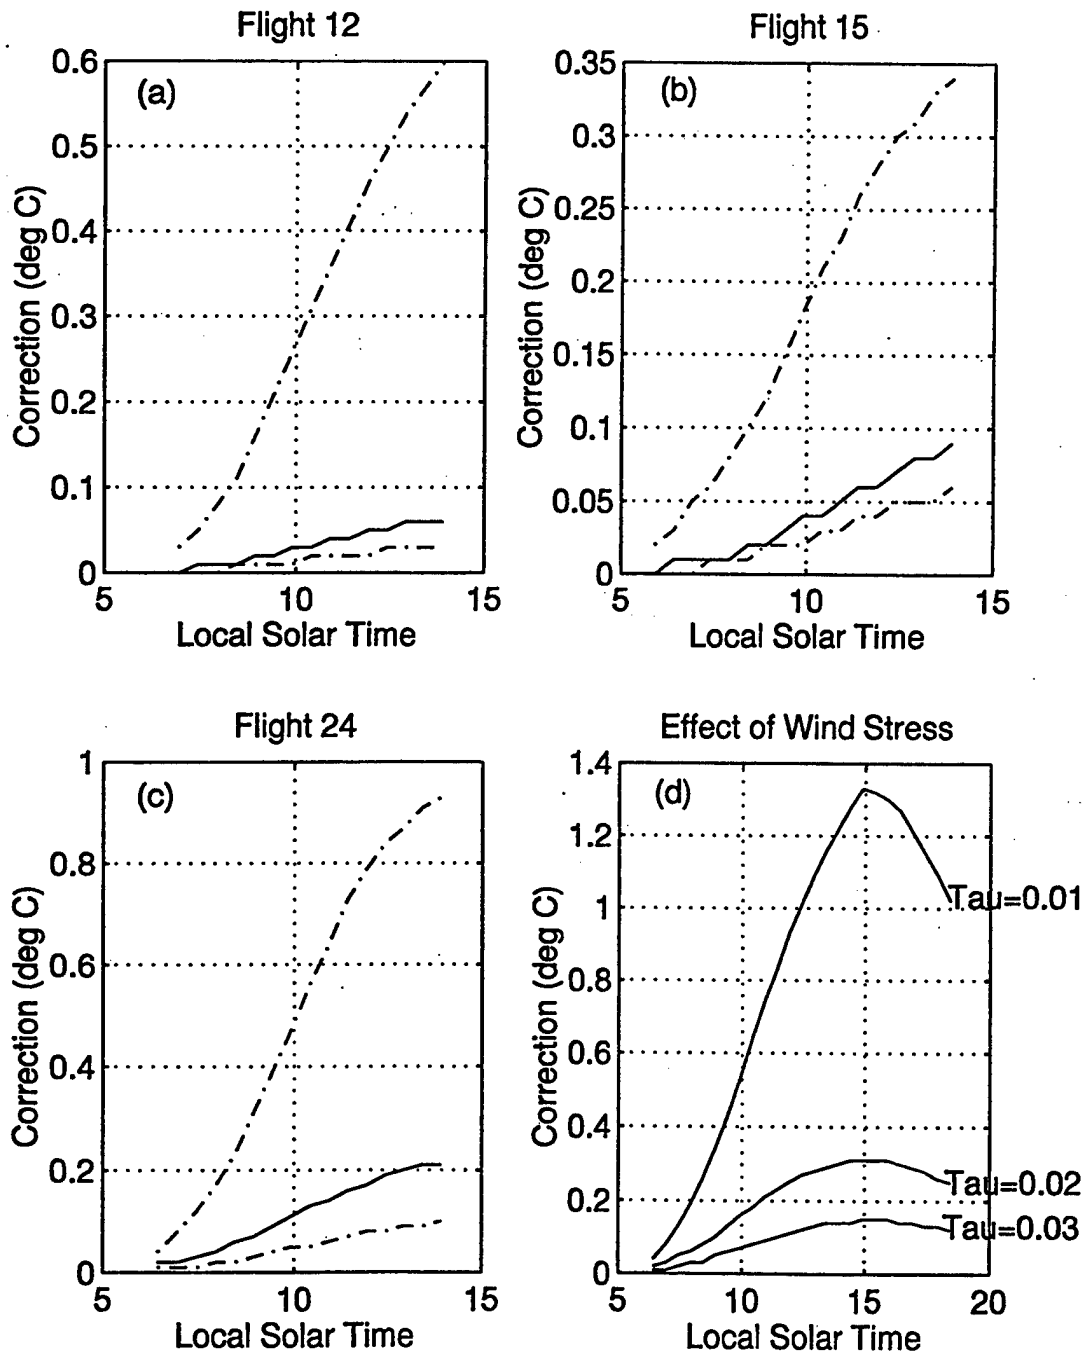 Flight 12
(a)
Correction (deg C)
0.6
0.5
0.4
0.3
0.2
0.1
0
5
10
15
Local Solar Time
Flight 15
(b)
Correction (deg C)
0.35
0.3
0.25
0.2
0.15
0.1
0.05
0
5
10
15
Local Solar Time
Flight 24
(c)
Correction (deg C)
1
0.8
0.6
0.4
0.2
0
5
10
15
Local Solar Time
Effect of Wind Stress
(d)
Correction (deg C)
1.4
1.2
1
0.8
0.6
0.4
0.2
0
Tau=0.01
Tau=0.02
Tau=0.03
5
10
15
20
Local Solar Time